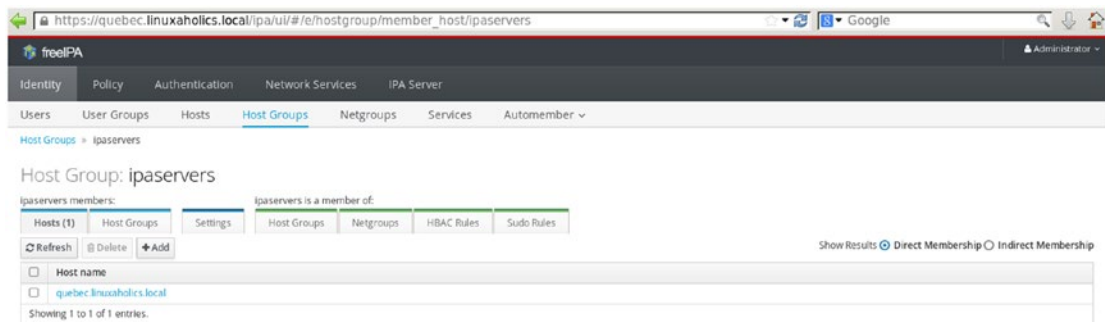 https://quebec.linuxaholics.local/ipa/ui/#/e/hostgroup/member_host/ipaservers
8 Google
freeIPA
Administrator
Identity Policy Authentication Network Services IPA Server
Users User Groups Hosts Host Groups Netgroups Services Automember
Host Groups » ipaservers
Host Group: ipaservers
ipaservers members: ipaservers is a member of:
Hosts (1) Host Groups Settings Host Groups Netgroups HBAC Rules Sudo Rules
Refresh Delete +Add Show Results Direct Membership Indirect Membership
Host name
quebec.linuxaholics.local
Showing 1 to 1 of 1 entries.